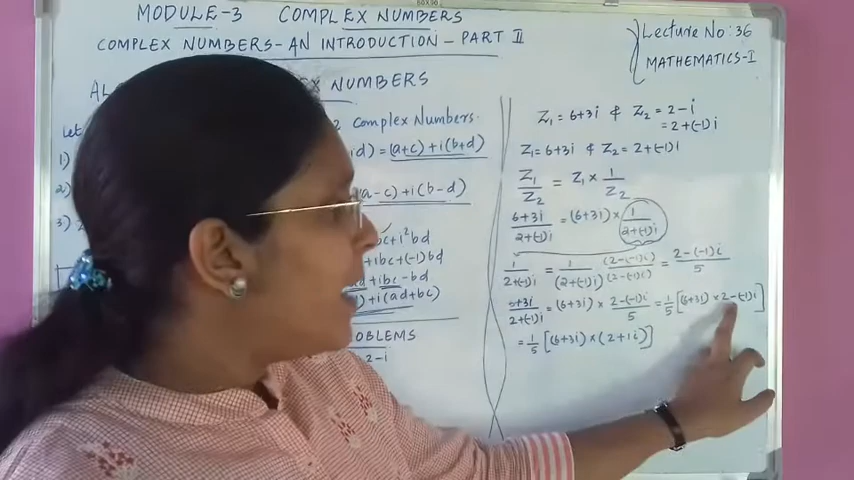 MODULE-3 COMPLEX NUMBERS
COMPLEX NUMBERS-AN INTRODUCTION - PART II
LECTURE NO: 36
MATHEMATICS-I
NUMBERS
COMPLEX NUMBERS.
= (a+c)+i(b+d)
(a-c)+i(b-d)
bc+i²bd
ibc+(-1)bd
+ibc-bd
)+i(ad+bc)
PROBLEMS
2-i
Z₁=6+3i & Z₂=2-i
=2+(-1)i
Z₁=6+3i & Z₂=2+(-1)i
Z₁/Z₂ = Z₁ × 1/Z₂
6+3i/2+(-1)i = (6+3i) × 1/2+(-1)i
1/2+(-1)i = 1/(2+(-1)i) (2-(-1)i)/(2-(-1)i) = 2-(-1)i/5
6+3i/2+(-1)i = (6+3i) × 2-(-1)i/5 = 1/5 [(6+3i) × 2-(-1)i]
= 1/5 [(6+3i)×(2+1i)]